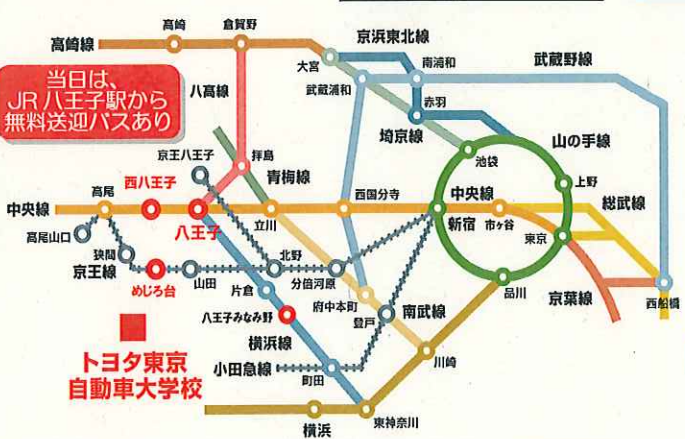 高崎
倉賀野
高崎線
京浜東北線
大宮
南浦和
武蔵浦和
武蔵野線
当日は、
JR八王子駅から
無料送迎バスあり
八高線
赤羽
埼京線
山の手線
京王八王子
拝島
青梅線
池袋
上野
高尾
西八王子
西国分寺
中央線
総武線
中央線
八王子
立川
新宿
市ヶ谷
東京
高尾山口
狭間
京王線
めじろ台
山田
北野
分倍河原
片倉
府中本町
品川
京葉線
西船橋
八王子みなみ野
登戸
南武線
横浜線
トヨタ東京
自動車大学校
小田急線
町田
川崎
横浜
東神奈川